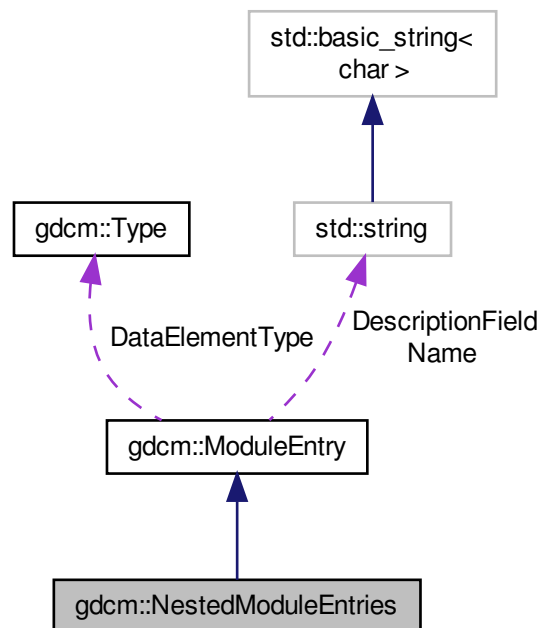 std::basic_string<
char >
gdcm::Type
std::string
DataElementType
DescriptionField
Name
gdcm::ModuleEntry
gdcm::NestedModuleEntries